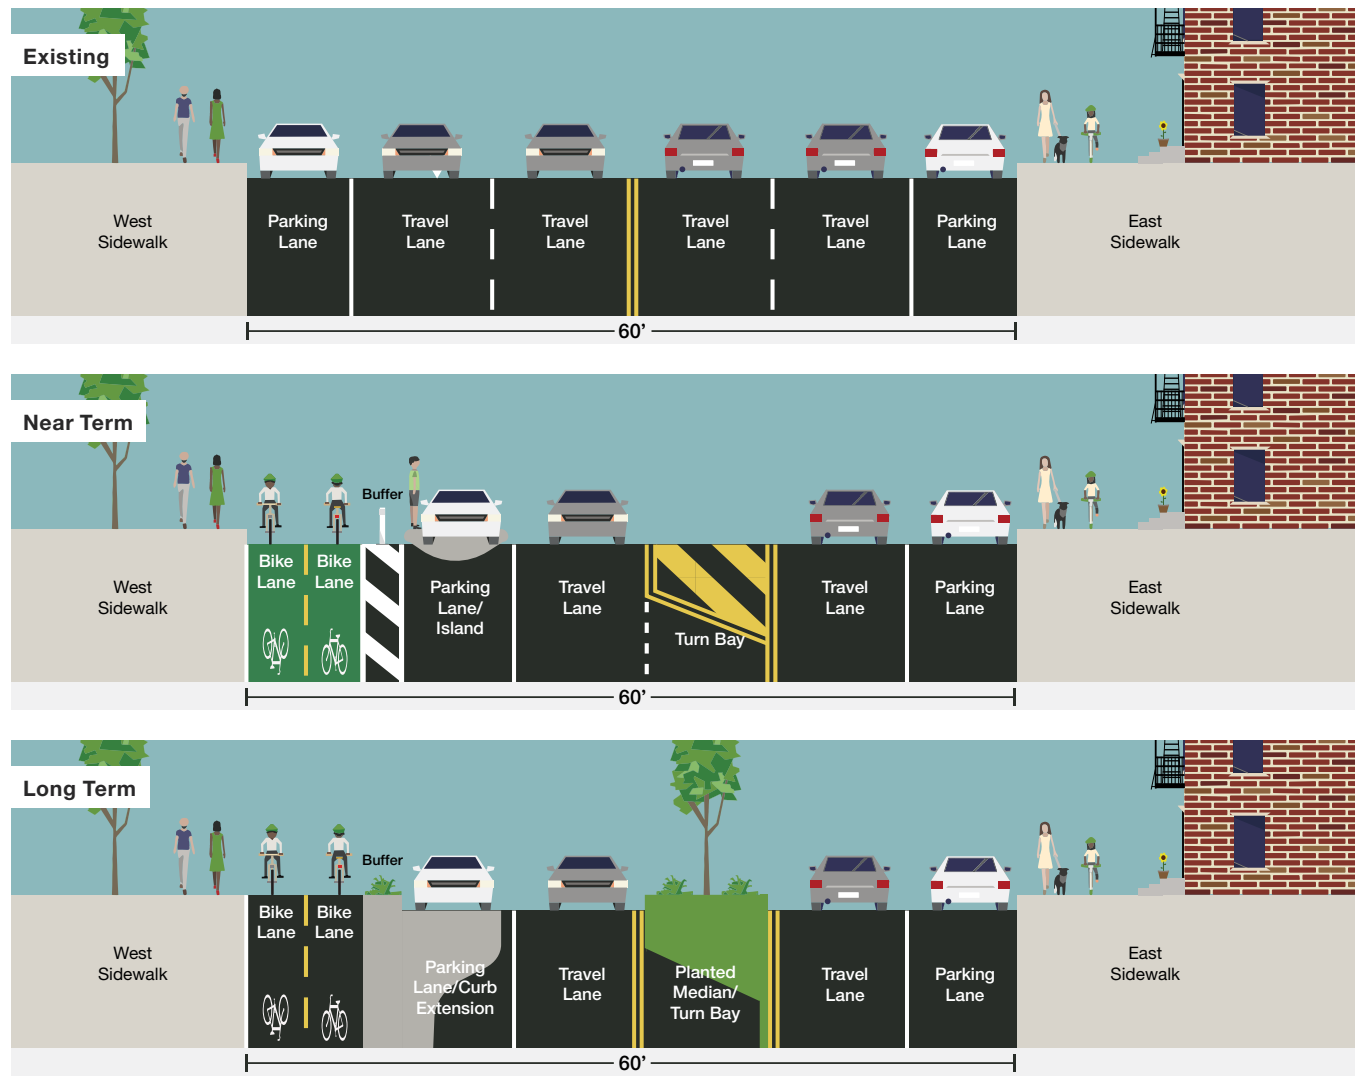 Existing
West
Sidewalk
Parking
Lane
Travel
Lane
Travel
Lane
Travel
Lane
Travel
Lane
Parking
Lane
East
Sidewalk
60’
Near Term
Buffer
West
Sidewalk
Bike
Lane
Bike
Lane
Parking
Lane/
Island
Travel
Lane
Turn Bay
Travel
Lane
Parking
Lane
East
Sidewalk
60’
Long Term
Buffer
West
Sidewalk
Bike
Lane
Bike
Lane
Parking
Lane/Curb
Extension
Travel
Lane
Planted
Median/
Turn Bay
Travel
Lane
Parking
Lane
East
Sidewalk
60’